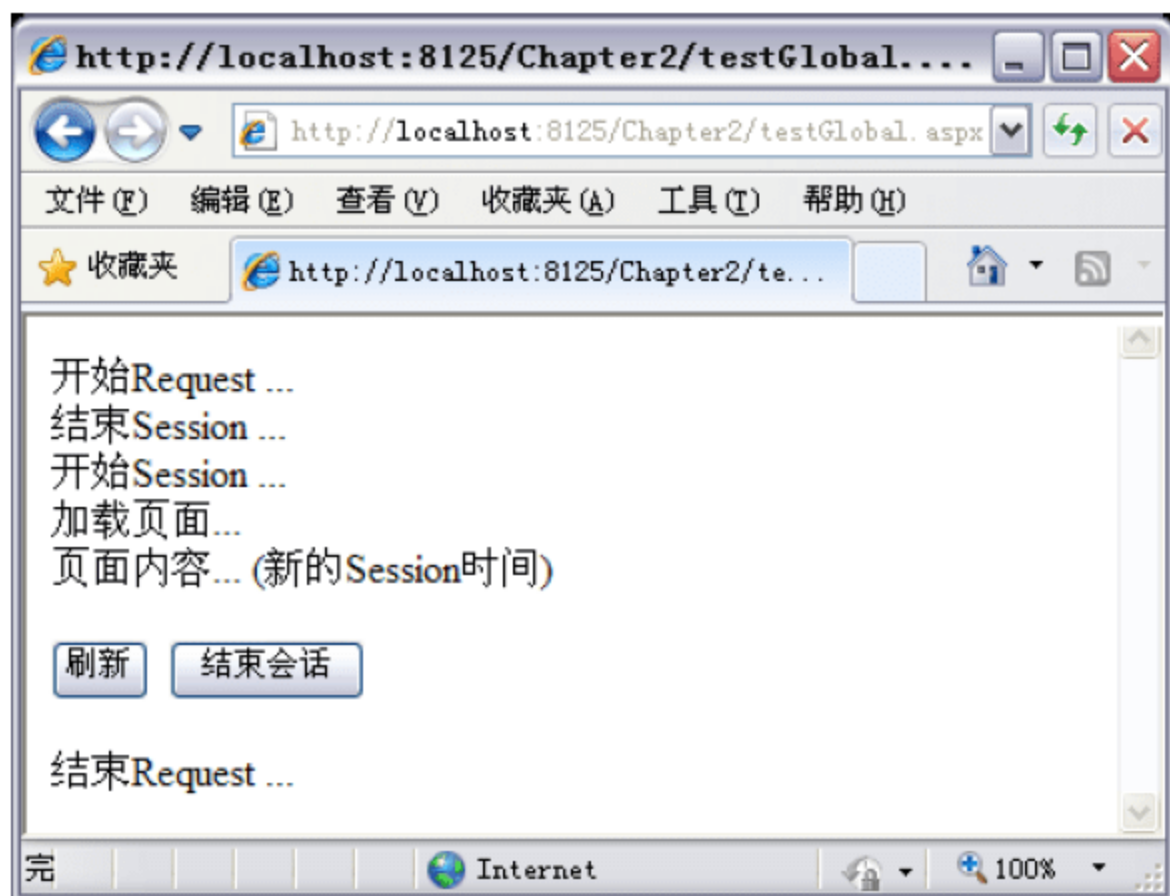 http://localhost:8125/Chapter2/testGlobal....
http://localhost:8125/Chapter2/testGlobal.aspx
文件(F) 编辑(E) 查看(V) 收藏夹(A) 工具(T) 帮助(H)
收藏夹 http://localhost:8125/Chapter2/te...
开始Request ...
结束Session ...
开始Session ...
加载页面...
页面内容... (新的Session时间)
刷新 结束会话
结束Request ...
完 Internet 100%